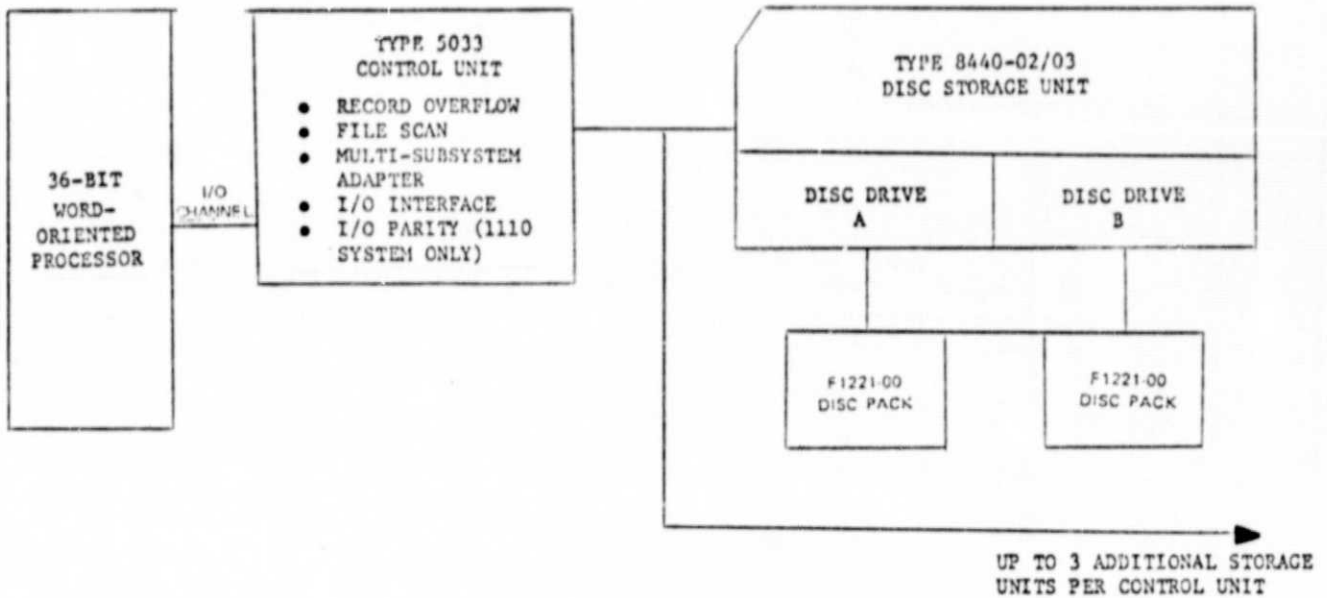 36-BIT
WORD-
ORIENTED
PROCESSOR
I/O
CHANNEL
TYPE 5033
CONTROL UNIT
● RECORD OVERFLOW
● FILE SCAN
● MULTI-SUBSYSTEM
ADAPTER
● I/O INTERFACE
● I/O PARITY (1110
SYSTEM ONLY)
TYPE 8440-02/03
DISC STORAGE UNIT
DISC DRIVE
A
DISC DRIVE
B
F1221-00
DISC PACK
F1221-00
DISC PACK
UP TO 3 ADDITIONAL STORAGE
UNITS PER CONTROL UNIT